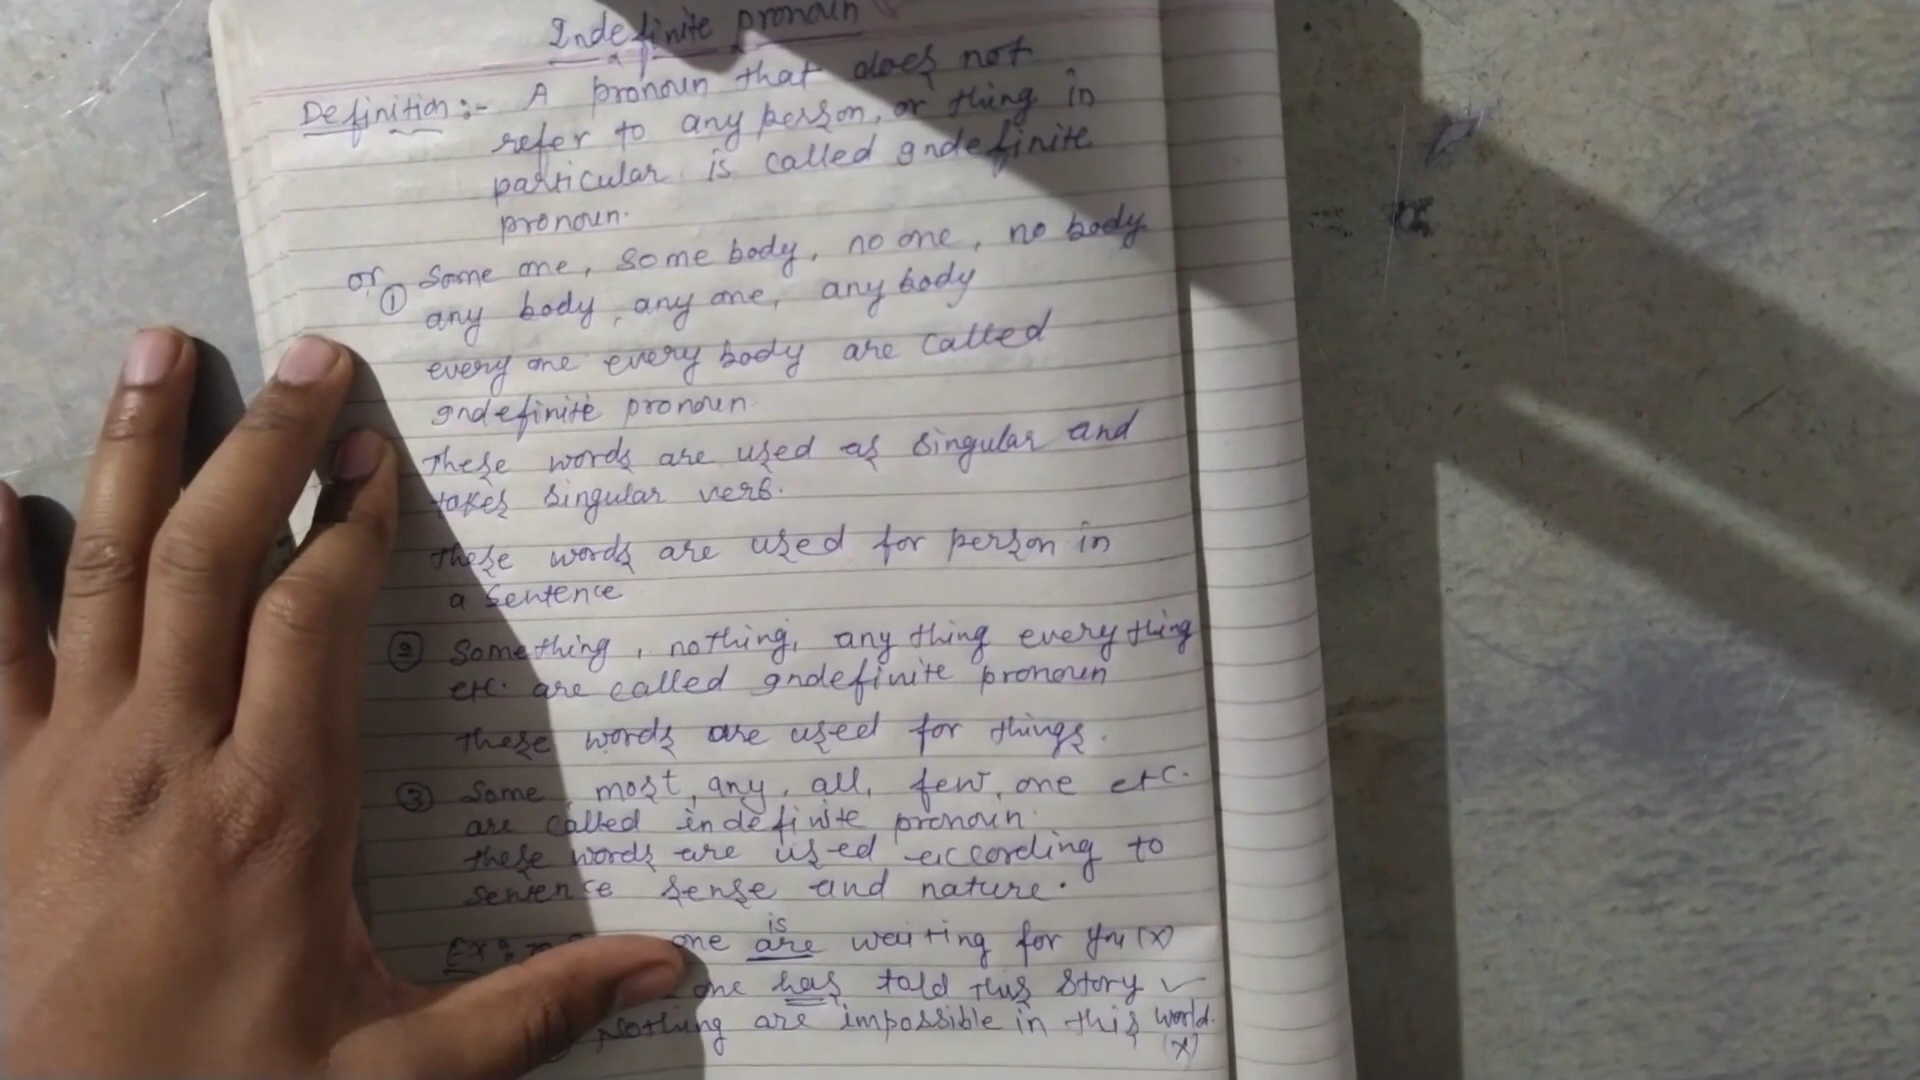 Indefinite pronoun
Definition :- A pronoun that does not
refer to any person, or thing in
particular is called indefinite
pronoun.
or ① Some one, some body, no one, no body
any body, any one, any body
every one every body are called
indefinite pronoun.
These words are used as singular and
takes singular verb.
these words are used for person in
a sentence
② Something, nothing, any thing every thing
etc. are called indefinite pronoun
These words are used for things.
③ Some, most, any, all, few, one etc.
are called indefinite pronoun.
these words are used according to
sentence sense and nature.
is
Ex: one are waiting for you (x)
one has told this story ✓
Nothing are impossible in this world.
(x)